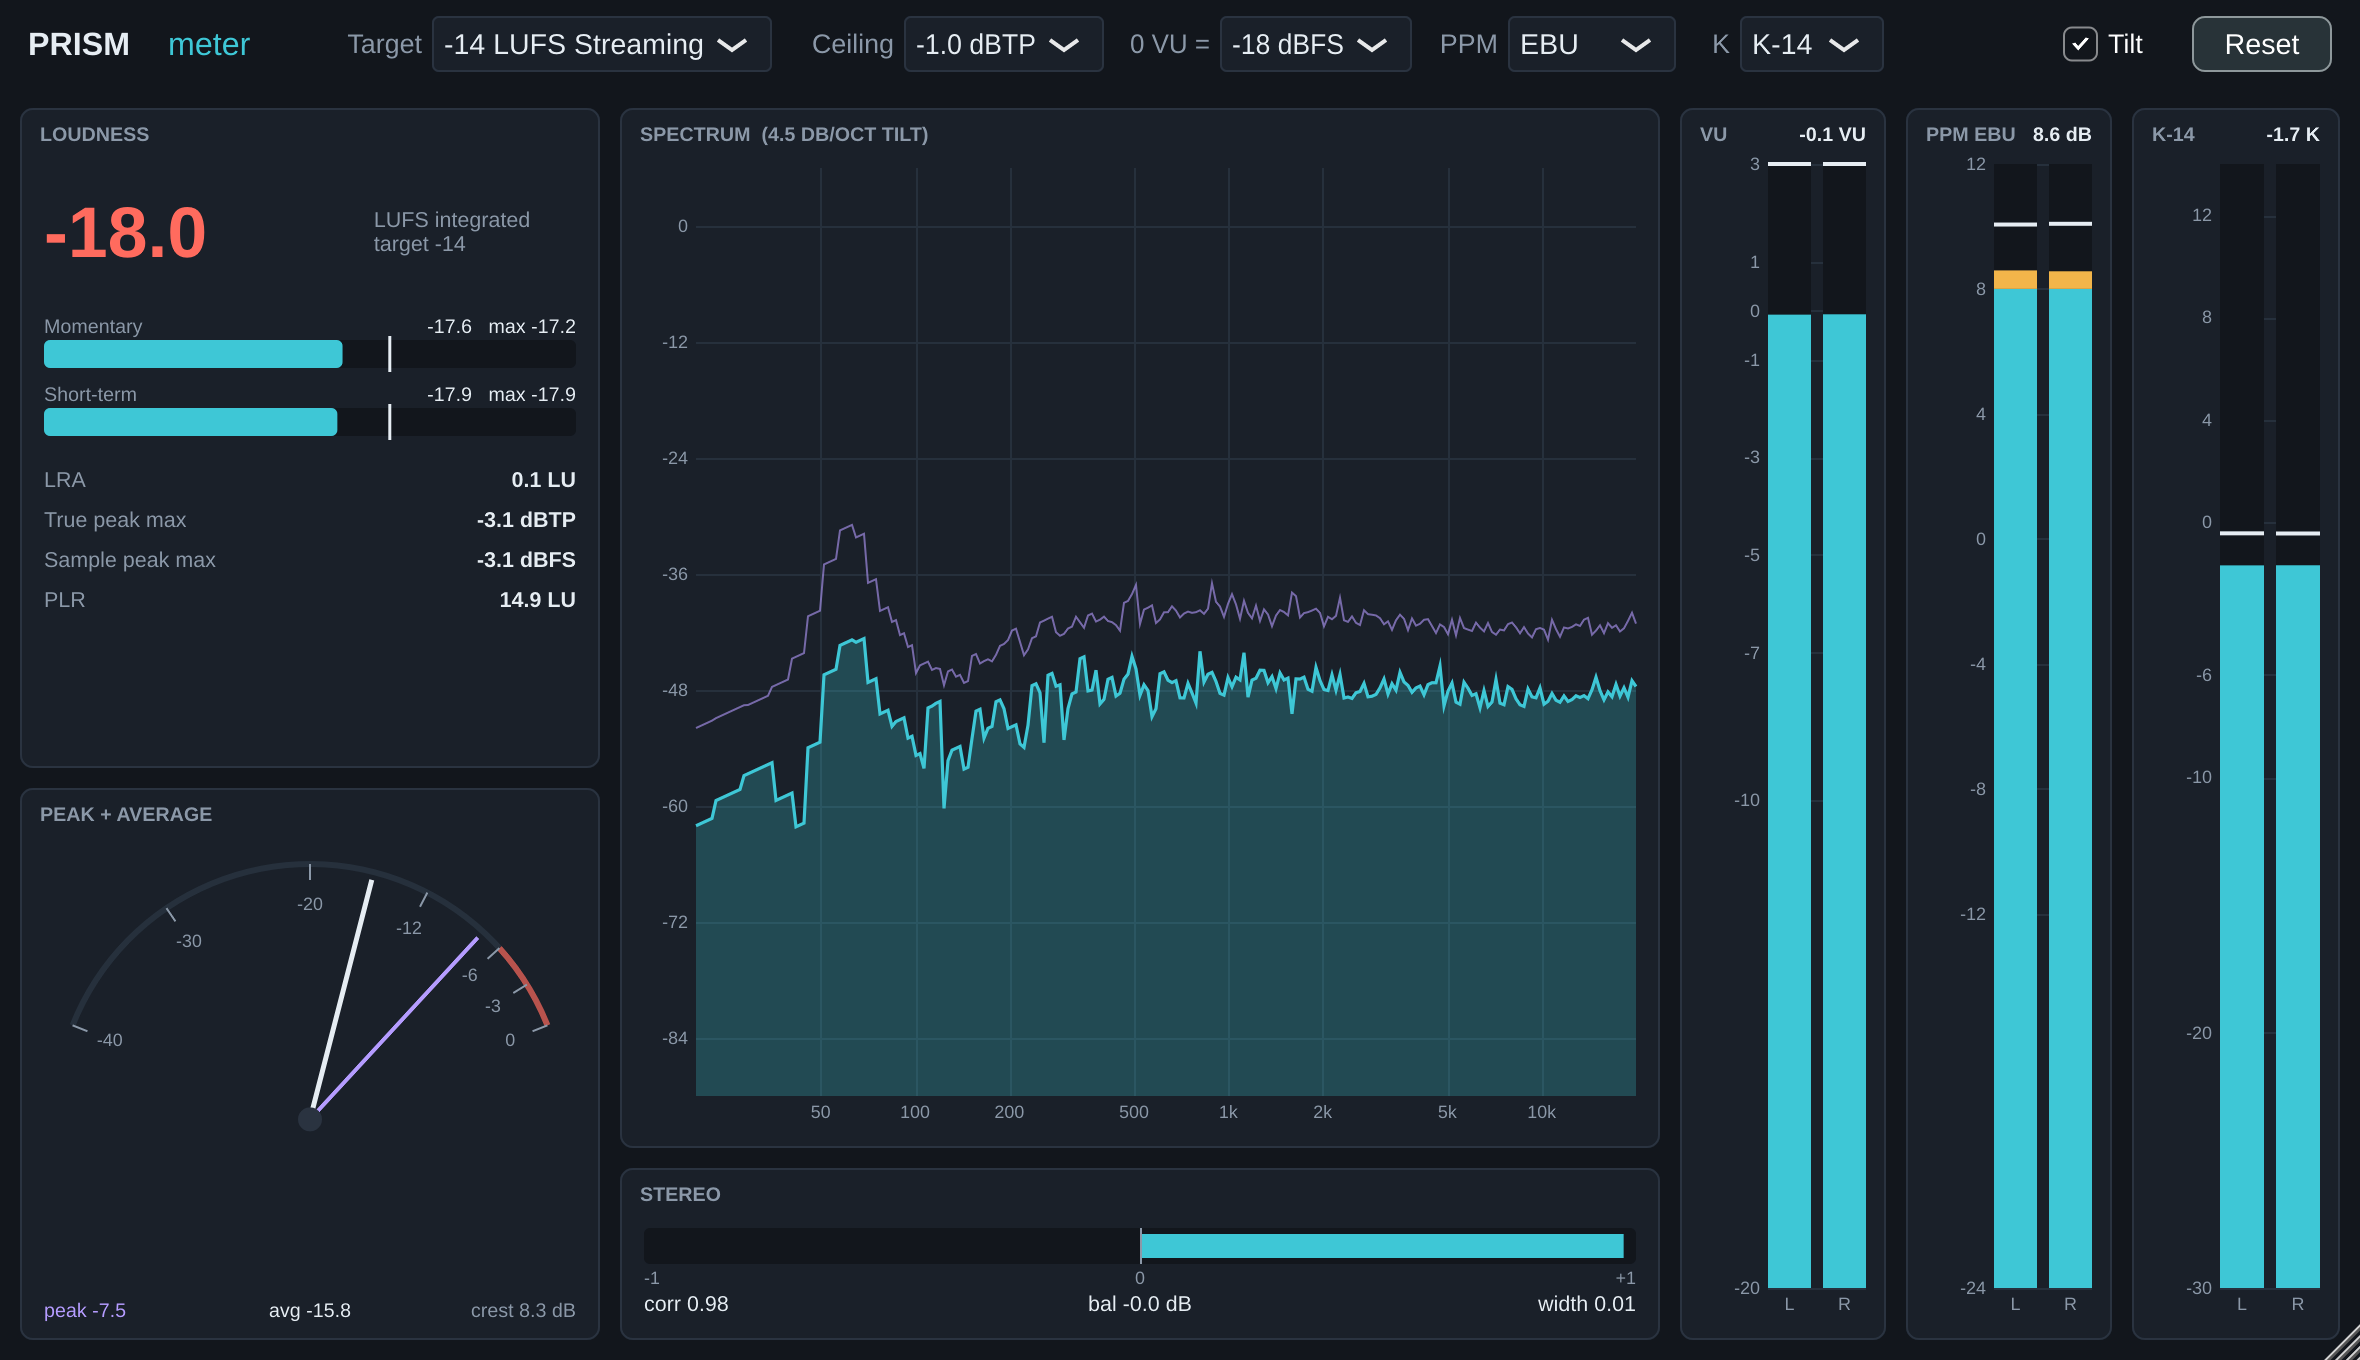 PRISM meter Target -14 LUFS Streaming Ceiling -1.0 dBTP 0 VU = -18 dBFS PPM EBU K K-14 Tilt Reset
LOUDNESS
-18.0
LUFS integrated
target -14
Momentary -17.6 max -17.2
Short-term -17.9 max -17.9
LRA 0.1 LU
True peak max -3.1 dBTP
Sample peak max -3.1 dBFS
PLR 14.9 LU
PEAK + AVERAGE
-40
-30
-20
-12
-6
-3
0
peak -7.5 avg -15.8 crest 8.3 dB
SPECTRUM (4.5 DB/OCT TILT)
0
-12
-24
-36
-48
-60
-72
-84
50 100 200 500 1k 2k 5k 10k
STEREO
-1 0 +1
corr 0.98 bal -0.0 dB width 0.01
VU -0.1 VU
3
1
0
-1
-3
-5
-7
-10
-20
L R
PPM EBU 8.6 dB
12
8
4
0
-4
-8
-12
-24
L R
K-14 -1.7 K
12
8
4
0
-6
-10
-20
-30
L R